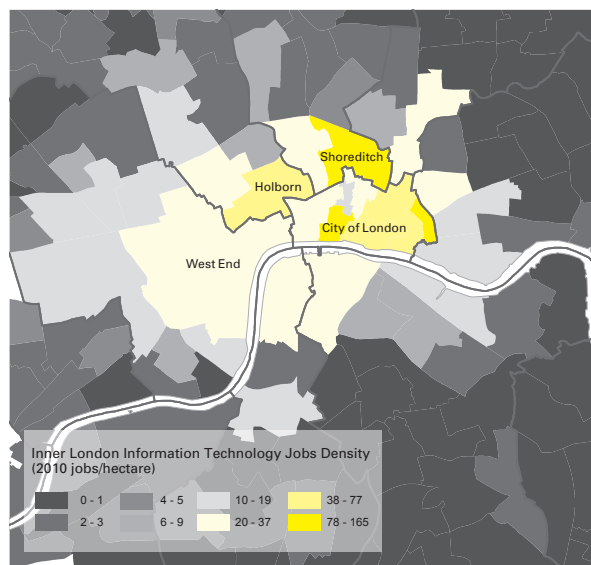 Shoreditch
Holborn
City of London
West End
Inner London Information Technology Jobs Density
(2010 jobs/hectare)
0 - 1 4 - 5 10 - 19 38 - 77
2 - 3 6 - 9 20 - 37 78 - 165